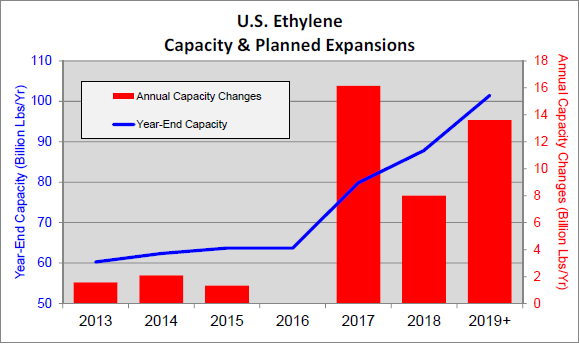 U.S. Ethylene
Capacity & Planned Expansions
Year-End Capacity (Billion Lbs/Yr)
110
100
90
80
70
60
50
Annual Capacity Changes
Year-End Capacity
18
16
14
12
10
8
6
4
2
0
Annual Capacity Changes (Billion Lbs/Yr)
2013 2014 2015 2016 2017 2018 2019+